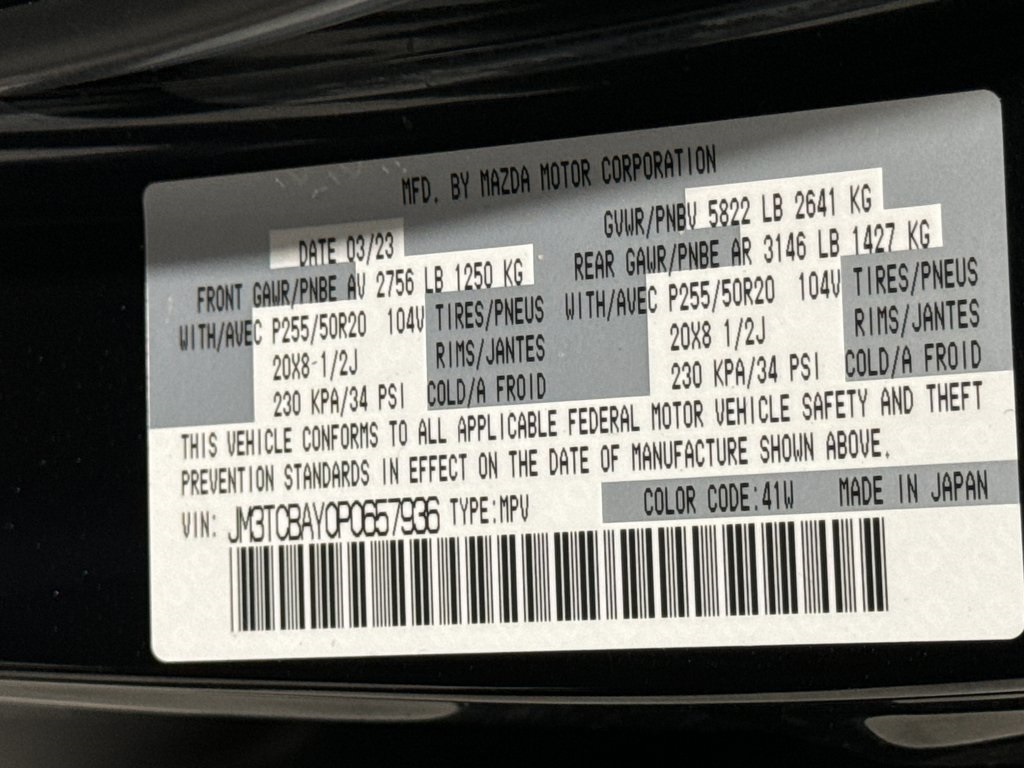 MFD. BY MAZDA MOTOR CORPORATION
DATE 03/23
GVWR/PNBV 5822 LB 2641 KG
FRONT GAWR/PNBE AV 2756 LB 1250 KG
REAR GAWR/PNBE AR 3146 LB 1427 KG
WITH/AVEC P255/50R20 104V TIRES/PNEUS
WITH/AVEC P255/50R20 104V TIRES/PNEUS
20X8-1/2J RIMS/JANTES
20X8 1/2J RIMS/JANTES
230 KPA/34 PSI COLD/A FROID
230 KPA/34 PSI COLD/A FROID
THIS VEHICLE CONFORMS TO ALL APPLICABLE FEDERAL MOTOR VEHICLE SAFETY AND THEFT
PREVENTION STANDARDS IN EFFECT ON THE DATE OF MANUFACTURE SHOWN ABOVE.
VIN: JM3TCBAY0P0657936 TYPE:MPV
COLOR CODE:41W MADE IN JAPAN